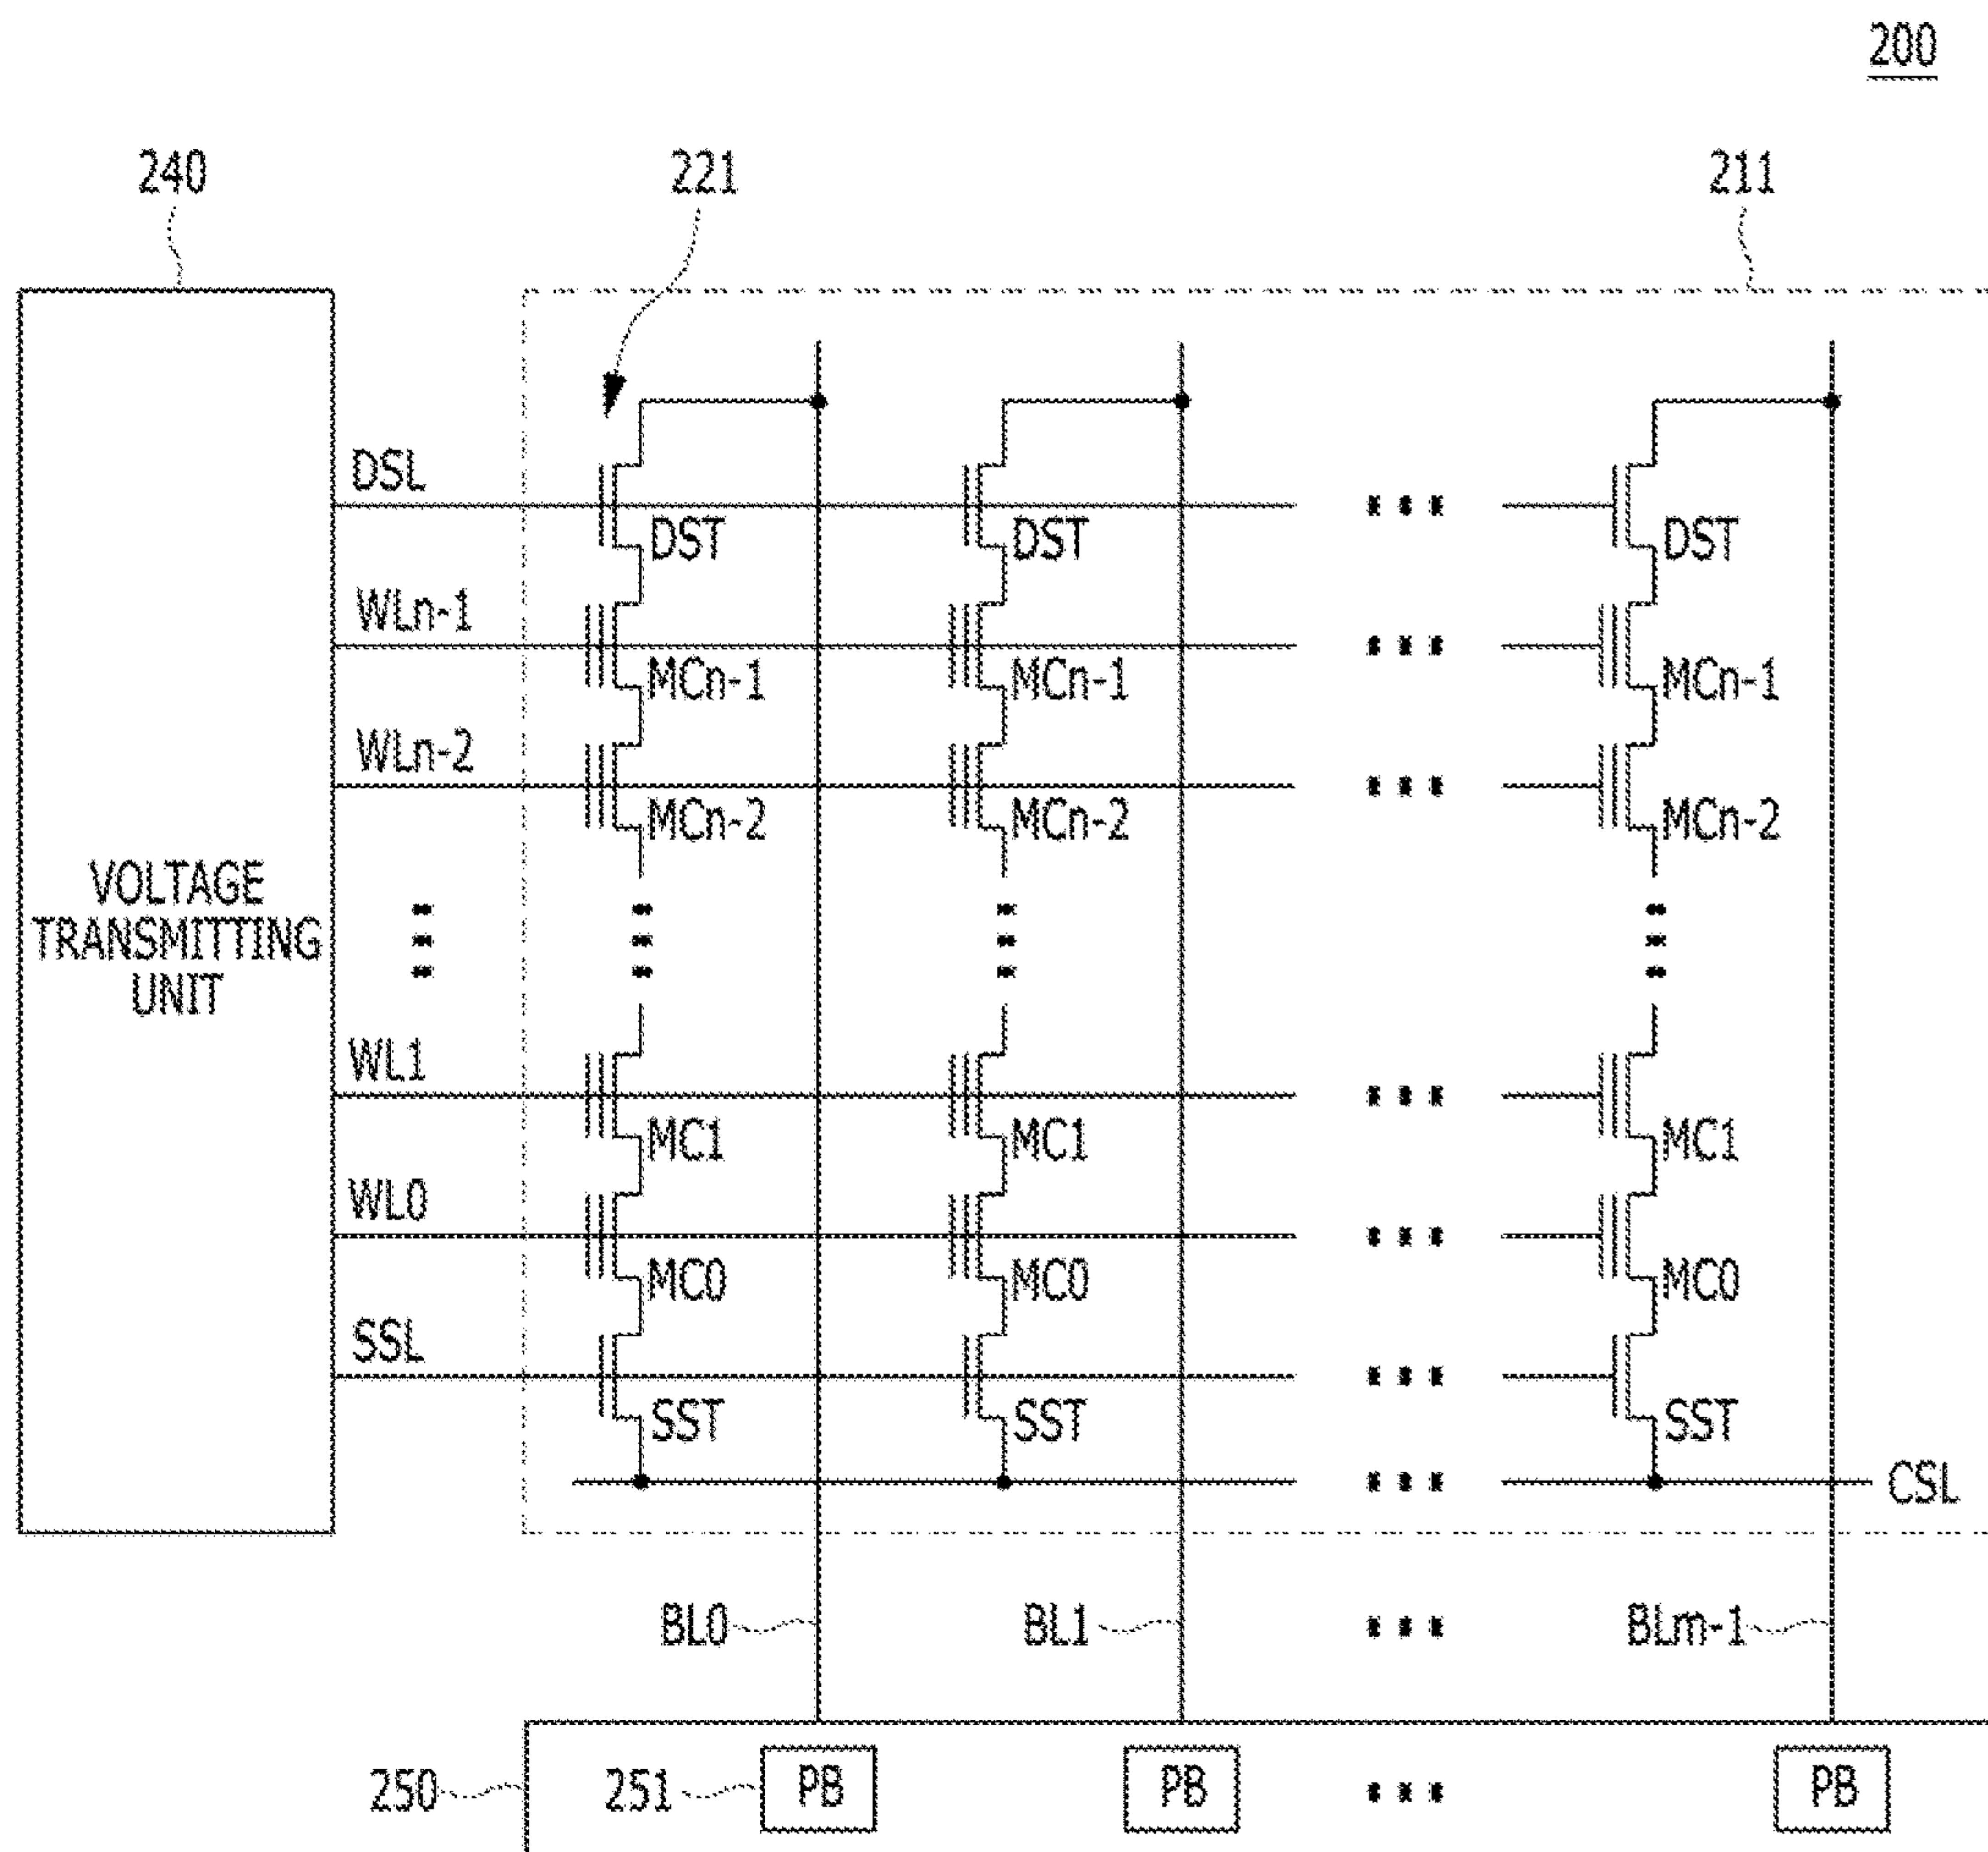 200
240 221 211
DSL
DST DST DST
WLn-1
MCn-1 MCn-1 MCn-1
WLn-2
MCn-2 MCn-2 MCn-2
VOLTAGE
TRANSMITTING
UNIT
WL1
MC1 MC1 MC1
WL0
MC0 MC0 MC0
SSL
SST SST SST
CSL
BL0 BL1 BLm-1
250 251 PB PB PB